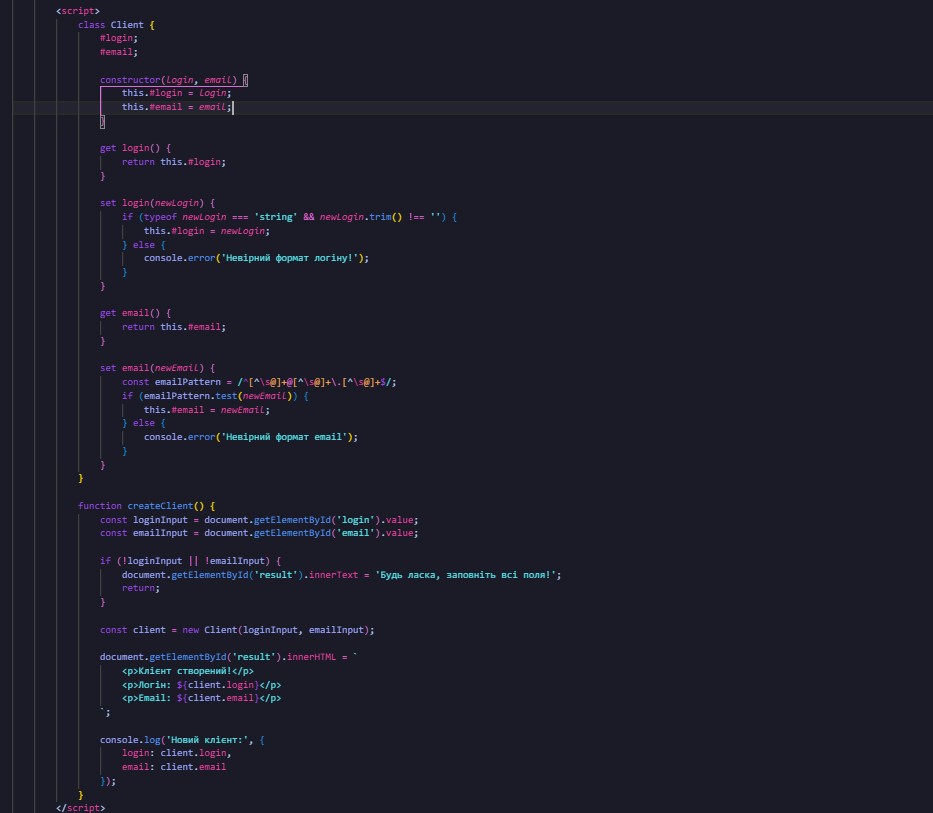 <script>
class Client {
#login;
#email;
constructor(login, email) {
this.#login = login;
this.#email = email;
}
get login() {
return this.#login;
}
set login(newLogin) {
if (typeof newLogin === 'string' && newLogin.trim() !== '') {
this.#login = newLogin;
} else {
console.error('Невірний формат логіну!');
}
}
get email() {
return this.#email;
}
set email(newEmail) {
const emailPattern = /^[^\s@]+@[^\s@]+\.[^\s@]+$/;
if (emailPattern.test(newEmail)) {
this.#email = newEmail;
} else {
console.error('Невірний формат email');
}
}
}
function createClient() {
const loginInput = document.getElementById('login').value;
const emailInput = document.getElementById('email').value;
if (!loginInput || !emailInput) {
document.getElementById('result').innerText = 'Будь ласка, заповніть всі поля!';
return;
}
const client = new Client(loginInput, emailInput);
document.getElementById('result').innerHTML = `
<p>Клієнт створений!</p>
<p>Логін: ${client.login}</p>
<p>Email: ${client.email}</p>
`;
console.log('Новий клієнт:', {
login: client.login,
email: client.email
});
}
</script>